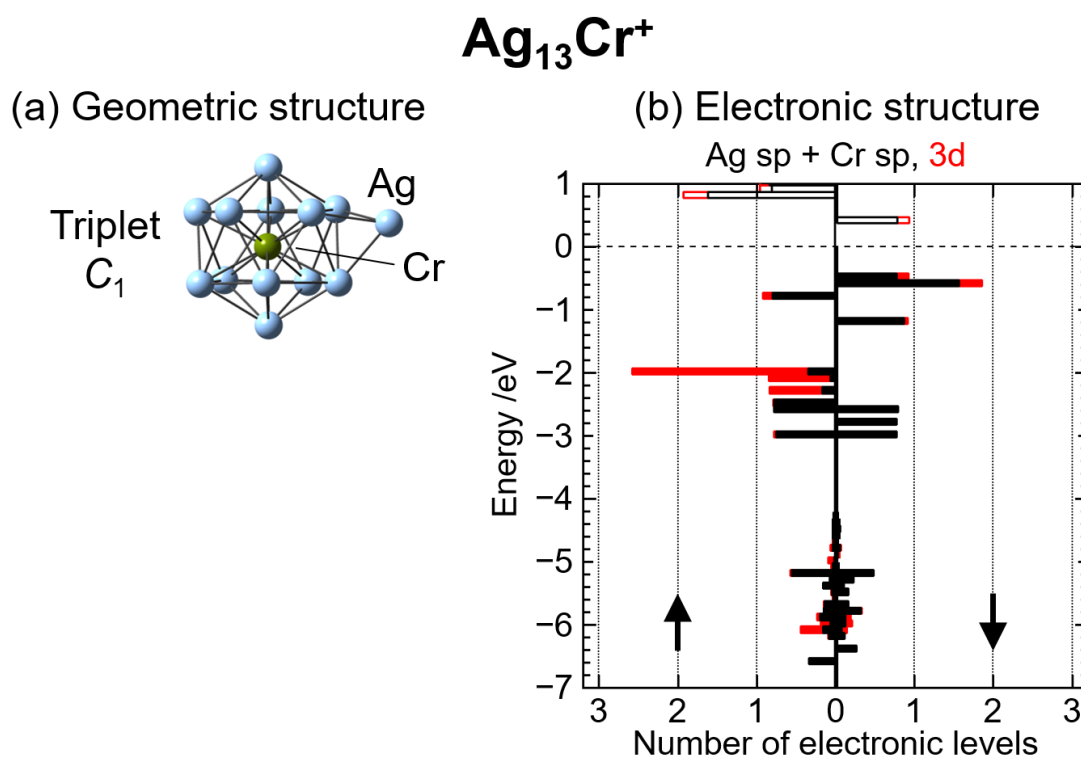 Ag₁₃Cr⁺
(a) Geometric structure
Triplet
C₁
Ag
Cr
(b) Electronic structure
Ag sp + Cr sp, 3d
Energy /eV
1
0
−1
−2
−3
−4
−5
−6
−7
3 2 1 0 1 2 3
Number of electronic levels